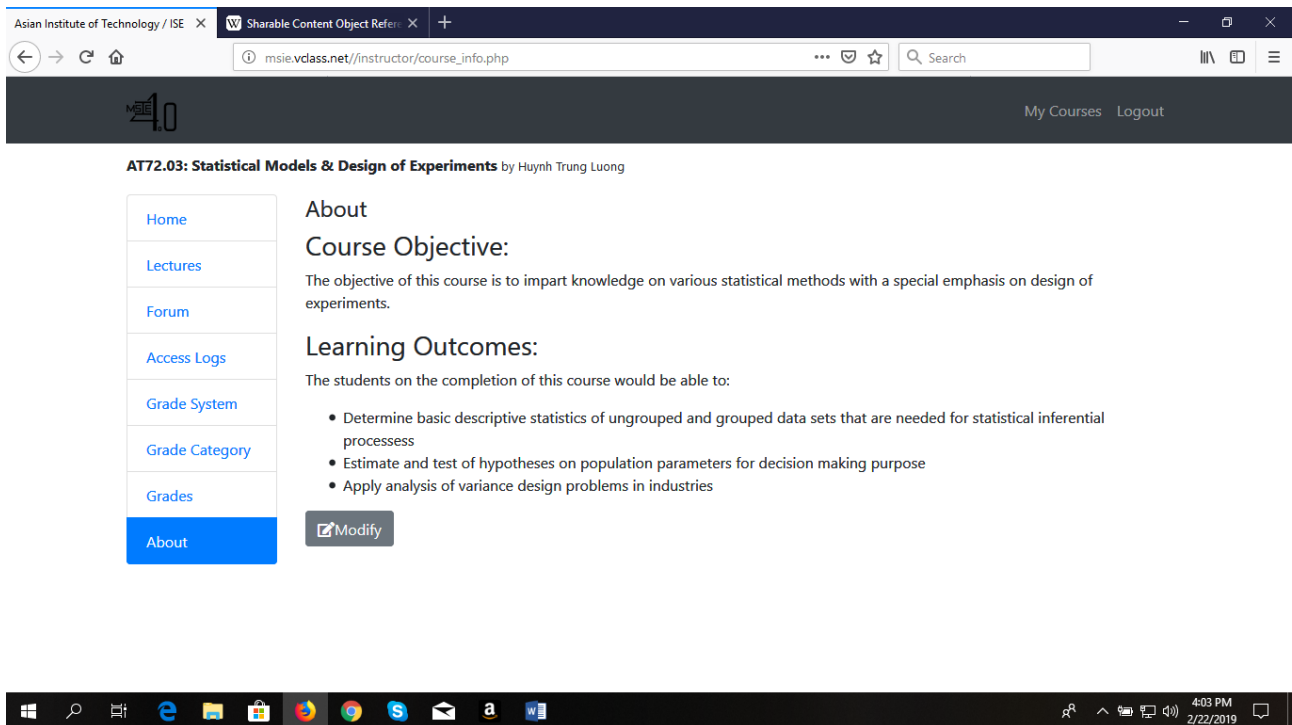 Asian Institute of Technology / ISE
W Sharable Content Object Refere
msie.vclass.net//instructor/course_info.php
Search
MSIE 4.0
My Courses Logout
AT72.03: Statistical Models & Design of Experiments by Huynh Trung Luong
Home
Lectures
Forum
Access Logs
Grade System
Grade Category
Grades
About
About
Course Objective:
The objective of this course is to impart knowledge on various statistical methods with a special emphasis on design of
experiments.
Learning Outcomes:
The students on the completion of this course would be able to:
Determine basic descriptive statistics of ungrouped and grouped data sets that are needed for statistical inferential
processess
Estimate and test of hypotheses on population parameters for decision making purpose
Apply analysis of variance design problems in industries
Modify
4:03 PM
2/22/2019